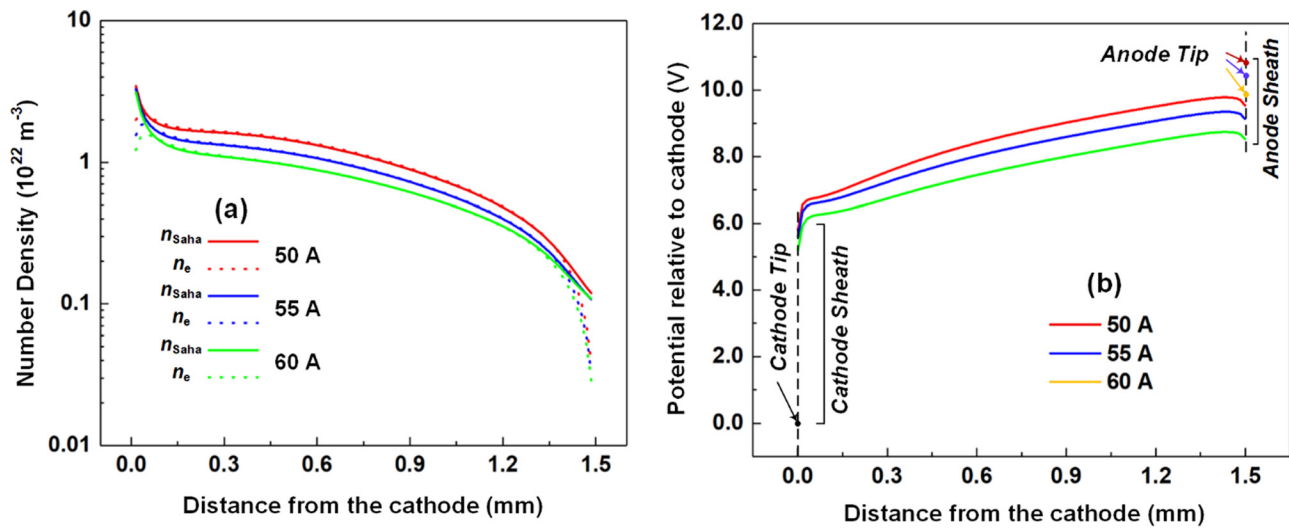 Number Density (10²² m⁻³)
10
1
0.1
0.01
(a)
nSaha
ne
50 A
nSaha
ne
55 A
nSaha
ne
60 A
0.0 0.3 0.6 0.9 1.2 1.5
Distance from the cathode (mm)
Potential relative to cathode (V)
12.0
10.0
8.0
6.0
4.0
2.0
0.0
Anode Tip
Anode Sheath
Cathode Tip
Cathode Sheath
(b)
50 A
55 A
60 A
0.0 0.3 0.6 0.9 1.2 1.5
Distance from the cathode (mm)